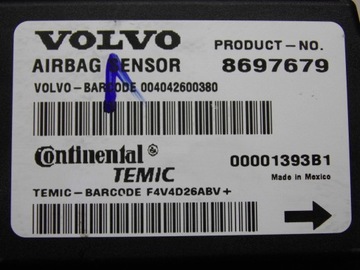 VOLVO PRODUCT-NO.
AIRBAG SENSOR 8697679
VOLVO-BARCODE 004042600380
Continental 00001393B1
TEMIC Made in Mexico
TEMIC-BARCODE F4V4D26ABV+